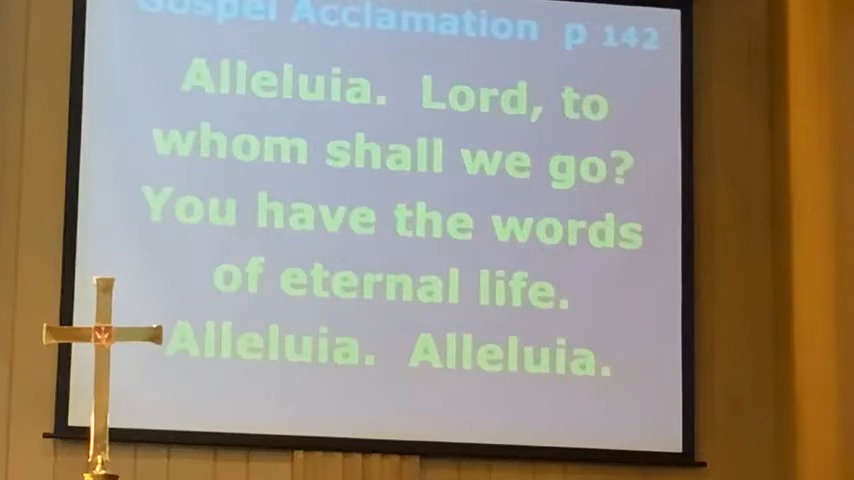 Gospel Acclamation p 142
Alleluia. Lord, to
whom shall we go?
You have the words
of eternal life.
Alleluia. Alleluia.